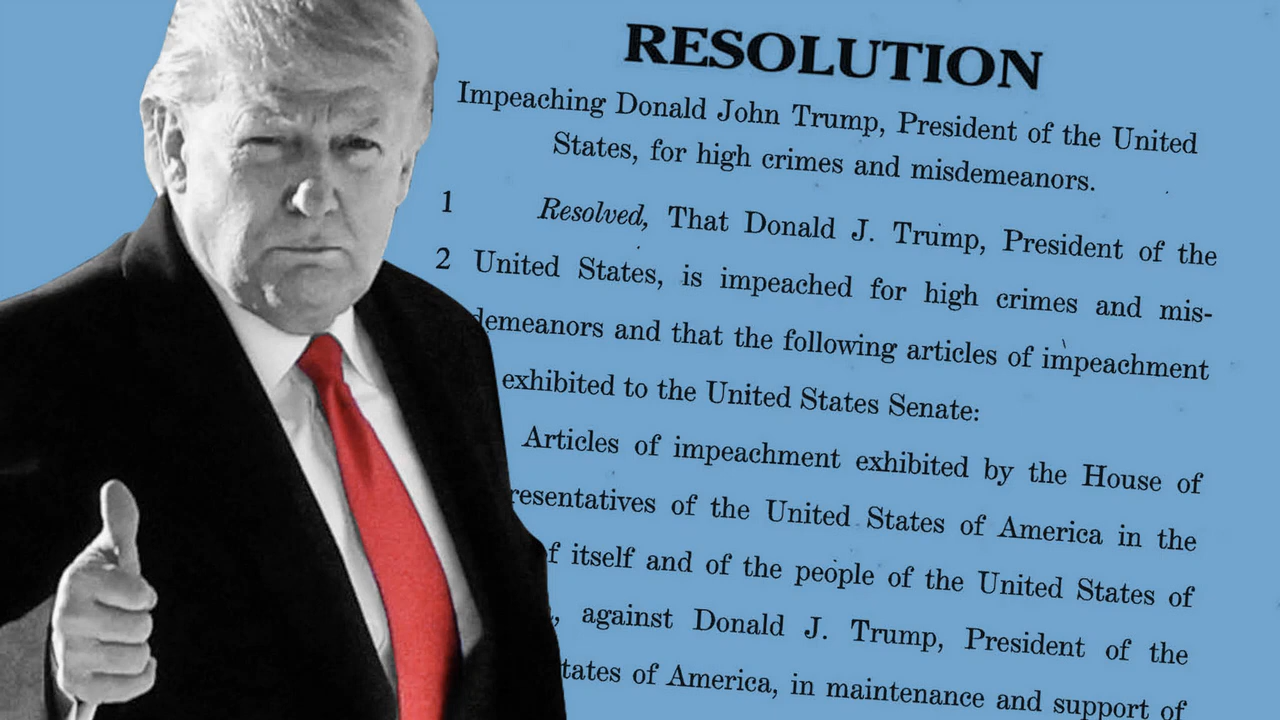 RESOLUTION
Impeaching Donald John Trump, President of the United
States, for high crimes and misdemeanors.
1 Resolved, That Donald J. Trump, President of the
2 United States, is impeached for high crimes and mis-
demeanors and that the following articles of impeachment
exhibited to the United States Senate:
Articles of impeachment exhibited by the House of
resentatives of the United States of America in the
f itself and of the people of the United States of
, against Donald J. Trump, President of the
tates of America, in maintenance and support of